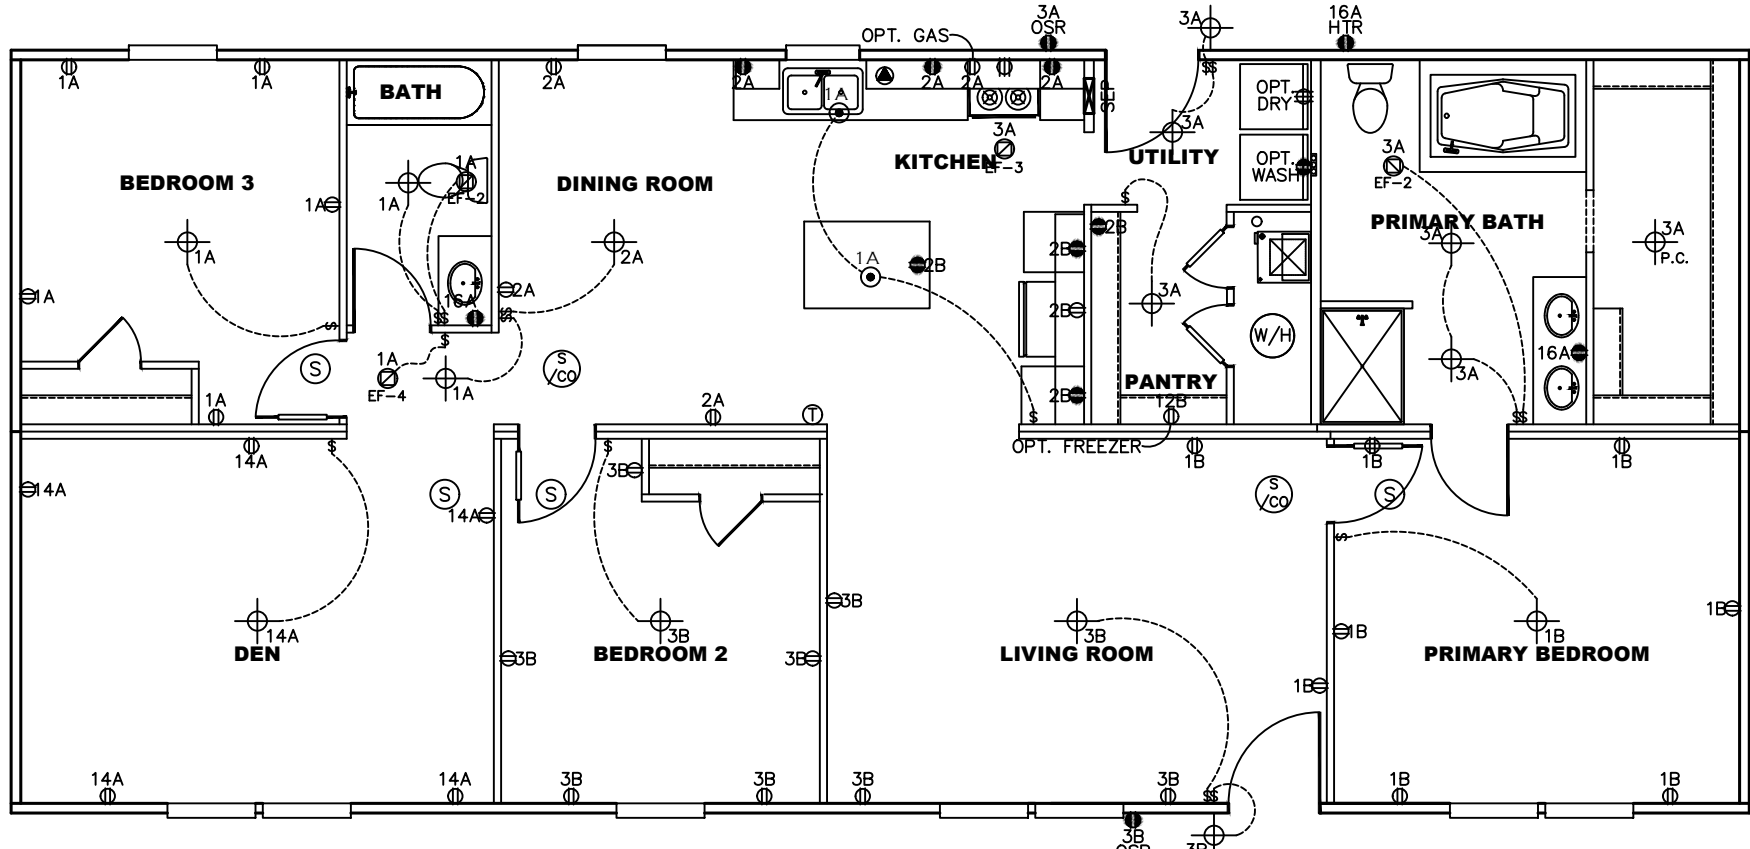 3A
OSR
3A
16A
HTR
OPT. GAS
1A
1A
2A
2A
2A
2A
2A
BATH
1A
SEP
OPT.
DRY
3A
3A
EF-3
KITCHEN
UTILITY
OPT.
WASH
3A
EF-2
BEDROOM 3
1A
EF-2
1A
1A
DINING ROOM
PRIMARY BATH
1A
2A
1A
2B
2B
2B
3A
3A
P.C.
1A
16A
2A
2B
3A
W/H
S
1A
EF-4
1A
S
/CO
16A
3A
PANTRY
1A
2A
T
2B
12B
OPT. FREEZER
14A
3B
1B
1B
1B
14A
S
14A
S
S
/CO
S
3B
1B
14A
3B
3B
1B
1B
DEN
3B
BEDROOM 2
3B
LIVING ROOM
PRIMARY BEDROOM
1B
14A
14A
3B
3B
3B
3B
1B
1B
3B
OSR
3B